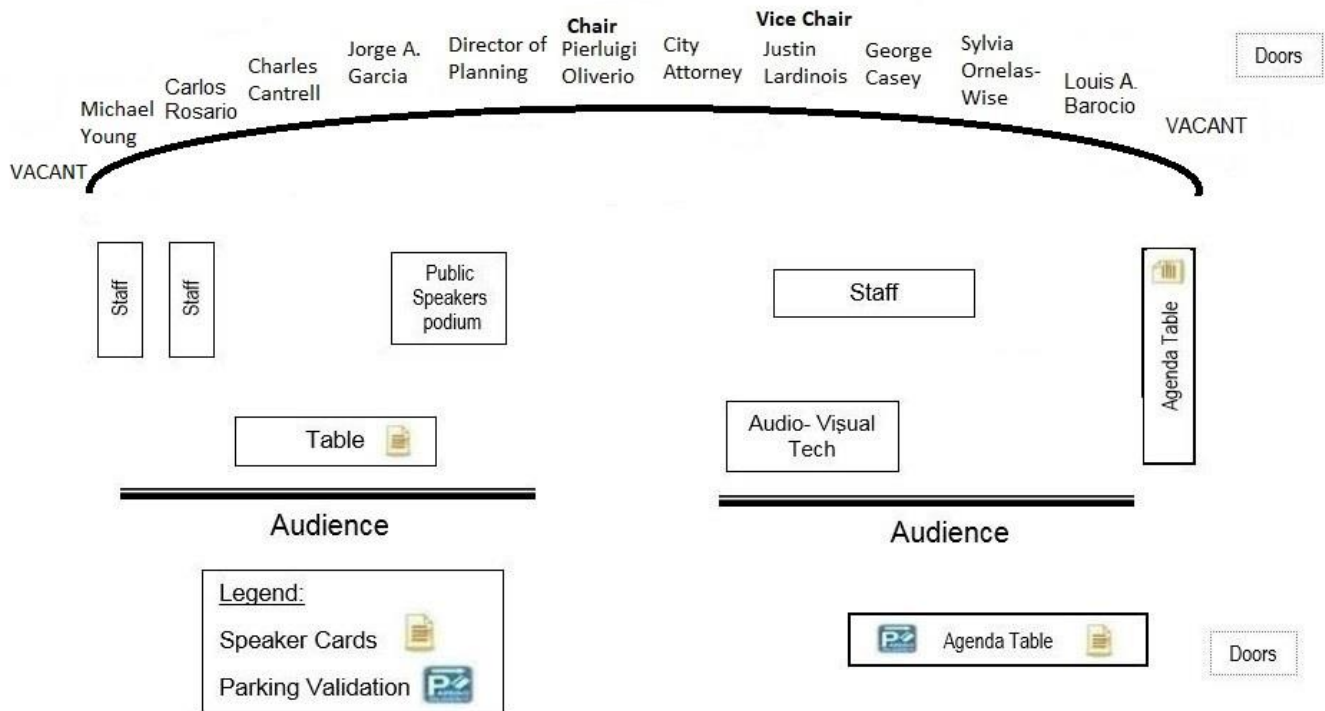 VACANT
Michael
Young
Carlos
Rosario
Charles
Cantrell
Jorge A.
Garcia
Director of
Planning
Chair
Pierluigi
Oliverio
City
Attorney
Vice Chair
Justin
Lardinois
George
Casey
Sylvia
Ornelas-
Wise
Louis A.
Barocio
VACANT
Doors
Staff
Staff
Public
Speakers
podium
Staff
Agenda Table
Table
Audio- Vişual
Tech
Audience
Audience
Legend:
Speaker Cards
Parking Validation
Agenda Table
Doors